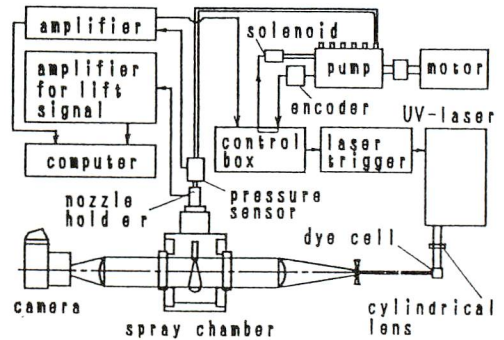 amplifier
solenoid
amplifier
for lift
signal
pump
motor
encoder
UV-laser
computer
control
box
laser
trigger
nozzle
holder
pressure
sensor
dye cell
camera
spray chamber
cylindrical
lens